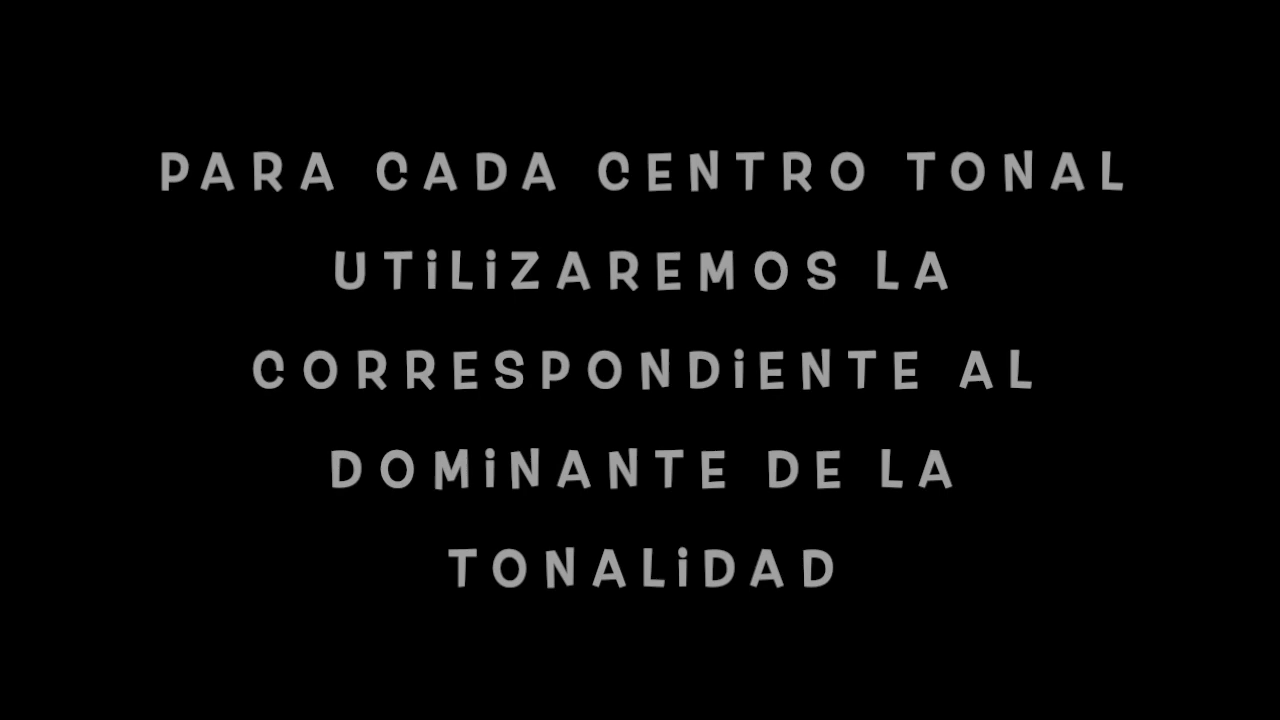 PARA CADA CENTRO TONAL
UTiLiZAREMOS LA
CORRESPONDiENTE AL
DOMiNANTE DE LA
TONALiDAD